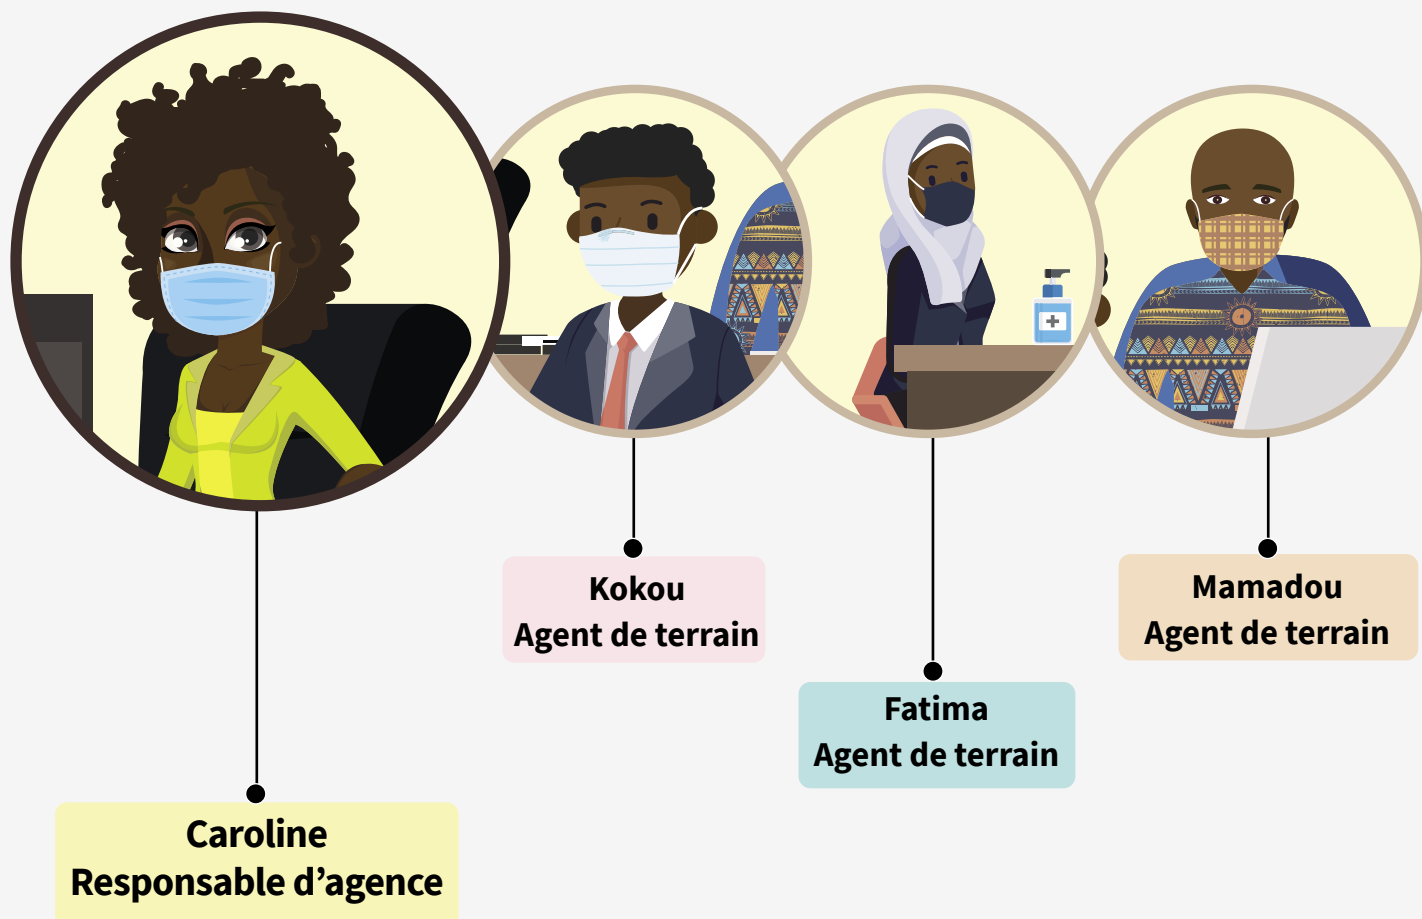 Kokou
Agent de terrain
Mamadou
Agent de terrain
Fatima
Agent de terrain
Caroline
Responsable d’agence